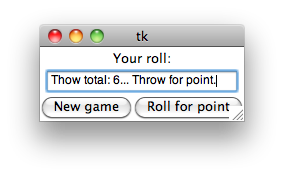 tk
Your roll:
Thow total: 6... Throw for point.
New game Roll for point